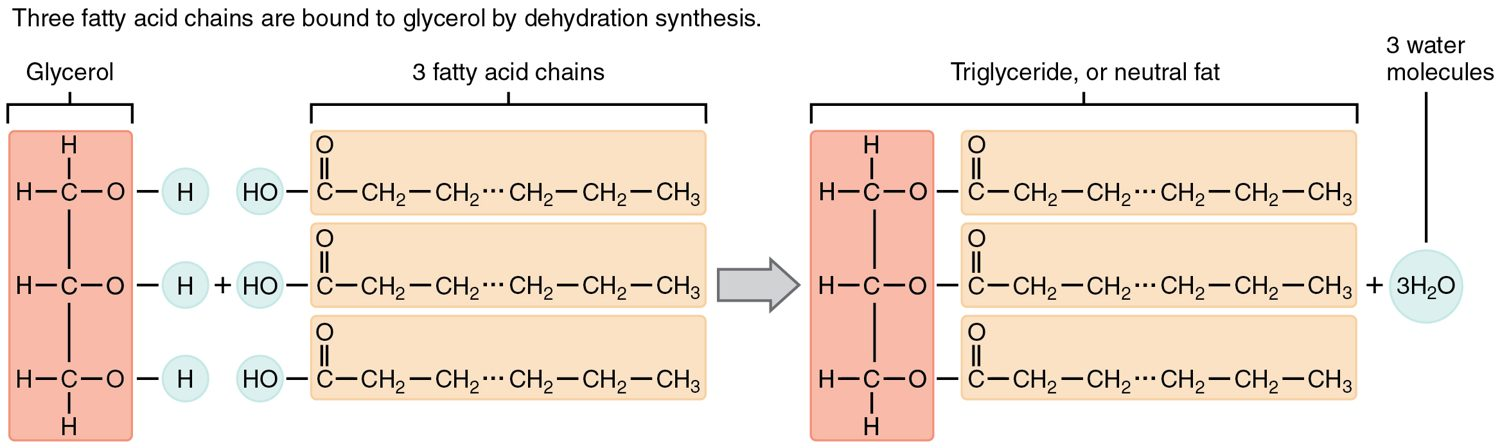 Three fatty acid chains are bound to glycerol by dehydration synthesis.
Glycerol
3 fatty acid chains
Triglyceride, or neutral fat
3 water
molecules
H O H O
H—C—O—H HO—C—CH₂—CH₂···CH₂—CH₂—CH₃ H—C—O—C—CH₂—CH₂···CH₂—CH₂—CH₃
O O
H—C—O—H + HO—C—CH₂—CH₂···CH₂—CH₂—CH₃ H—C—O—C—CH₂—CH₂···CH₂—CH₂—CH₃ + 3H₂O
O O
H—C—O—H HO—C—CH₂—CH₂···CH₂—CH₂—CH₃ H—C—O—C—CH₂—CH₂···CH₂—CH₂—CH₃
H H